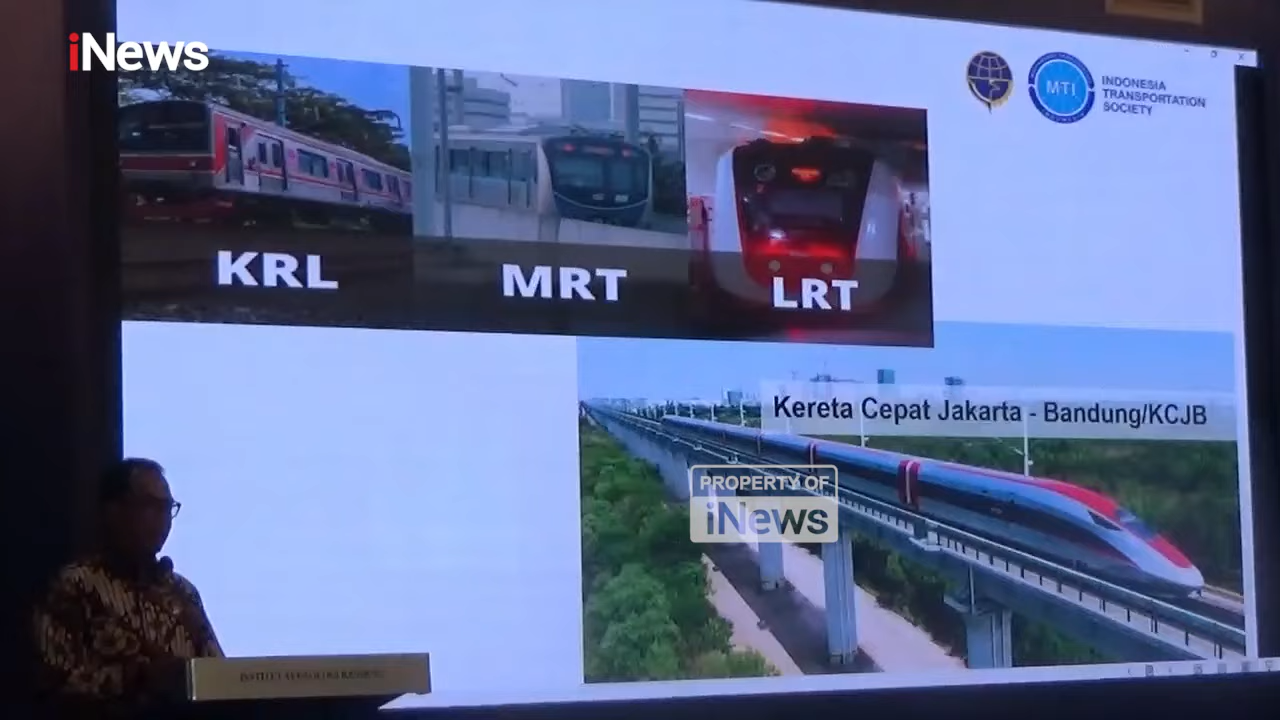 iNews
MTI
INDONESIA
TRANSPORTATION
SOCIETY
KRL
MRT
LRT
Kereta Cepat Jakarta - Bandung/KCJB
PROPERTY OF
iNews